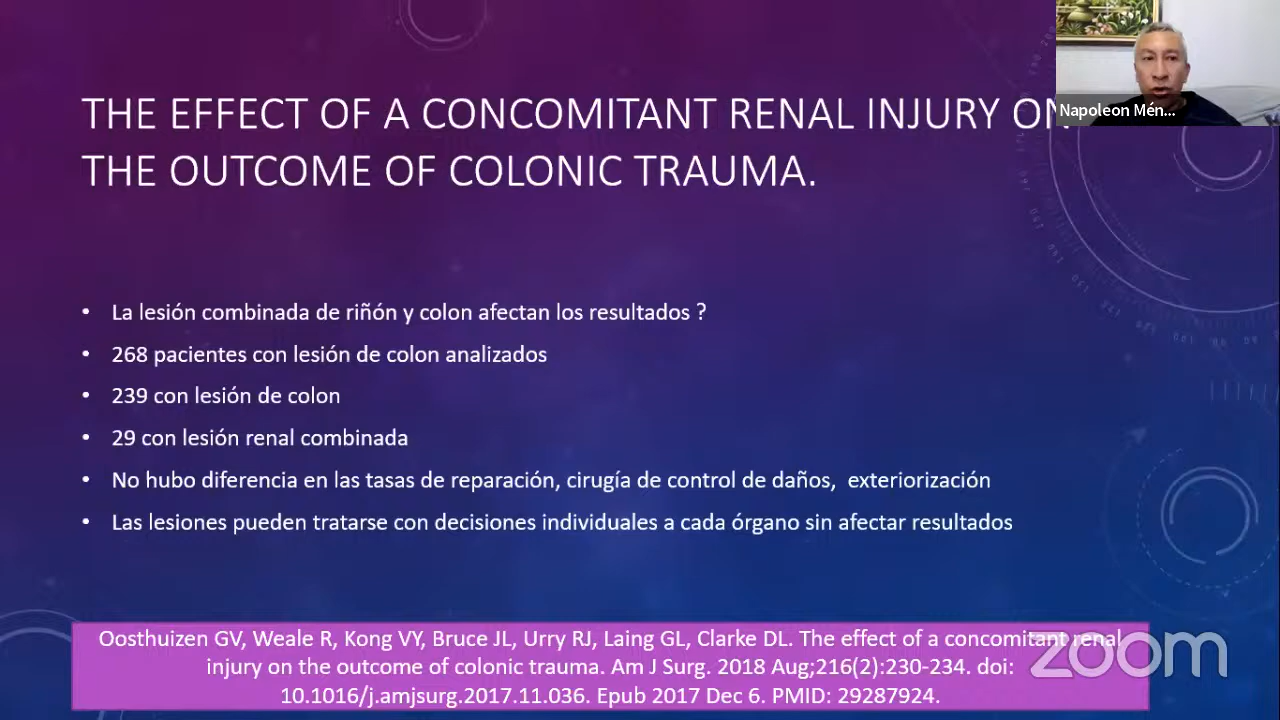 THE EFFECT OF A CONCOMITANT RENAL INJURY ON
THE OUTCOME OF COLONIC TRAUMA.
Napoleon Mén...
• La lesión combinada de riñón y colon afectan los resultados ?
• 268 pacientes con lesión de colon analizados
• 239 con lesión de colon
• 29 con lesión renal combinada
• No hubo diferencia en las tasas de reparación, cirugía de control de daños, exteriorización
• Las lesiones pueden tratarse con decisiones individuales a cada órgano sin afectar resultados
Oosthuizen GV, Weale R, Kong VY, Bruce JL, Urry RJ, Laing GL, Clarke DL. The effect of a concomitant renal
injury on the outcome of colonic trauma. Am J Surg. 2018 Aug;216(2):230-234. doi:
10.1016/j.amjsurg.2017.11.036. Epub 2017 Dec 6. PMID: 29287924.
zoom